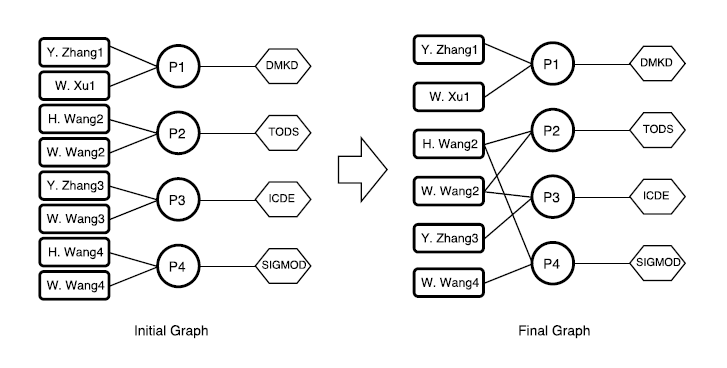 Y. Zhang1
W. Xu1
H. Wang2
W. Wang2
Y. Zhang3
W. Wang3
H. Wang4
W. Wang4
P1
P2
P3
P4
DMKD
TODS
ICDE
SIGMOD
Initial Graph
Y. Zhang1
W. Xu1
H. Wang2
W. Wang2
Y. Zhang3
W. Wang4
P1
P2
P3
P4
DMKD
TODS
ICDE
SIGMOD
Final Graph